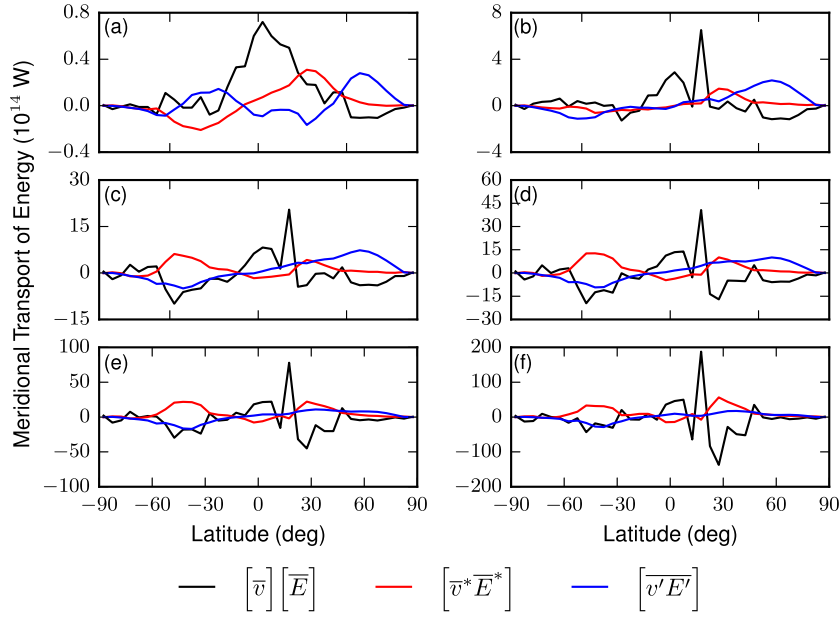 Meridional Transport of Energy (10¹⁴ W)
(a)
0.8
0.4
0.0
−0.4
(b)
8
4
0
−4
(c)
30
15
0
−15
(d)
60
45
30
15
0
−15
−30
(e)
100
50
0
−50
−100
−90 −60 −30 0 30 60 90
Latitude (deg)
(f)
200
100
0
−100
−200
−90 −60 −30 0 30 60 90
Latitude (deg)
[v̅][E̅] [v̅*E̅*] [v′E′]